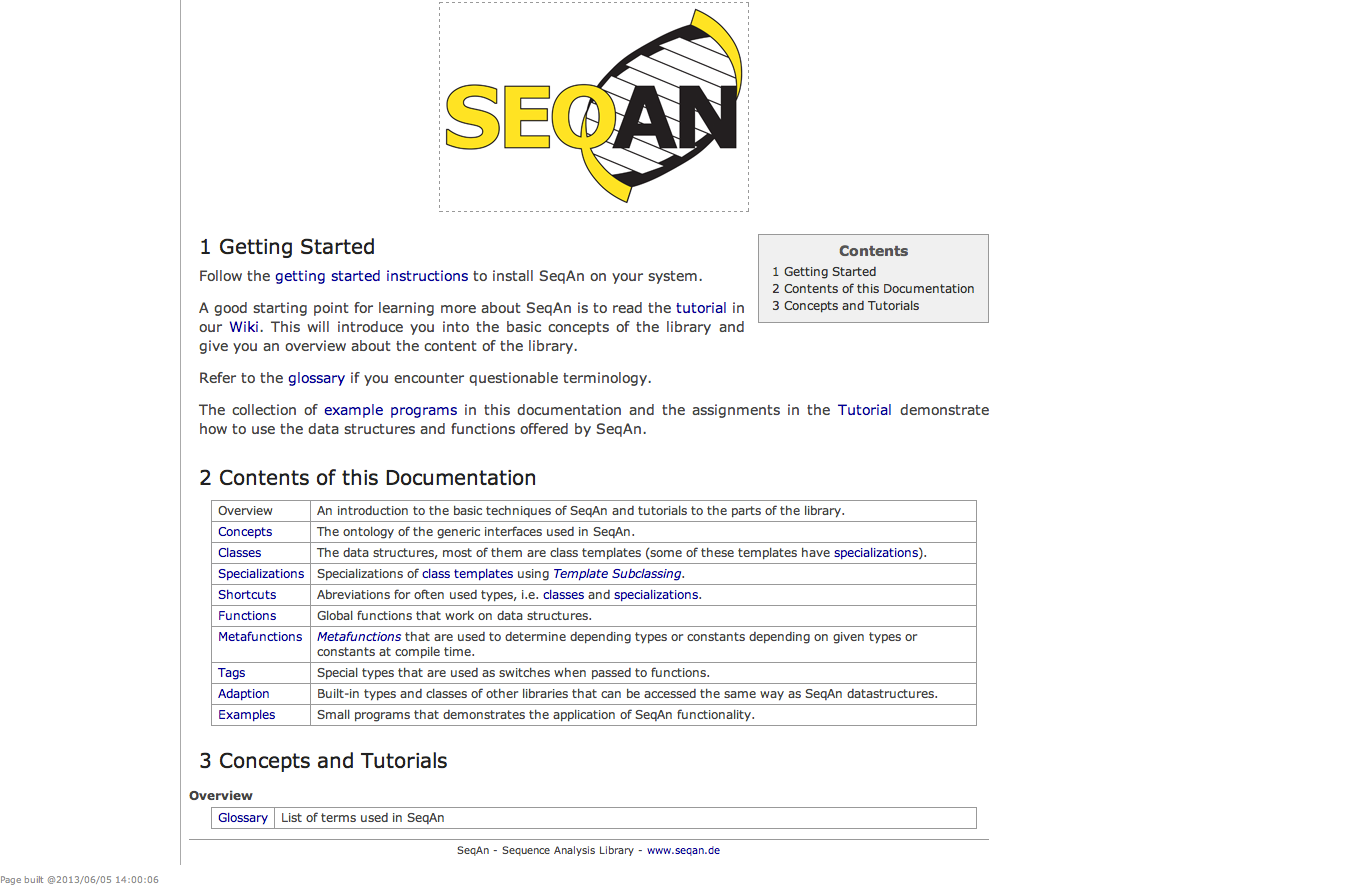 SEQAN
1 Getting Started
Follow the getting started instructions to install SeqAn on your system.
A good starting point for learning more about SeqAn is to read the tutorial in
our Wiki. This will introduce you into the basic concepts of the library and
give you an overview about the content of the library.
Refer to the glossary if you encounter questionable terminology.
The collection of example programs in this documentation and the assignments in the Tutorial demonstrate
how to use the data structures and functions offered by SeqAn.
Contents
1 Getting Started
2 Contents of this Documentation
3 Concepts and Tutorials
2 Contents of this Documentation
Overview An introduction to the basic techniques of SeqAn and tutorials to the parts of the library.
Concepts The ontology of the generic interfaces used in SeqAn.
Classes The data structures, most of them are class templates (some of these templates have specializations).
Specializations Specializations of class templates using Template Subclassing.
Shortcuts Abreviations for often used types, i.e. classes and specializations.
Functions Global functions that work on data structures.
Metafunctions Metafunctions that are used to determine depending types or constants depending on given types or
constants at compile time.
Tags Special types that are used as switches when passed to functions.
Adaption Built-in types and classes of other libraries that can be accessed the same way as SeqAn datastructures.
Examples Small programs that demonstrates the application of SeqAn functionality.
3 Concepts and Tutorials
Overview
Glossary List of terms used in SeqAn
SeqAn - Sequence Analysis Library - www.seqan.de
Page built @2013/06/05 14:00:06